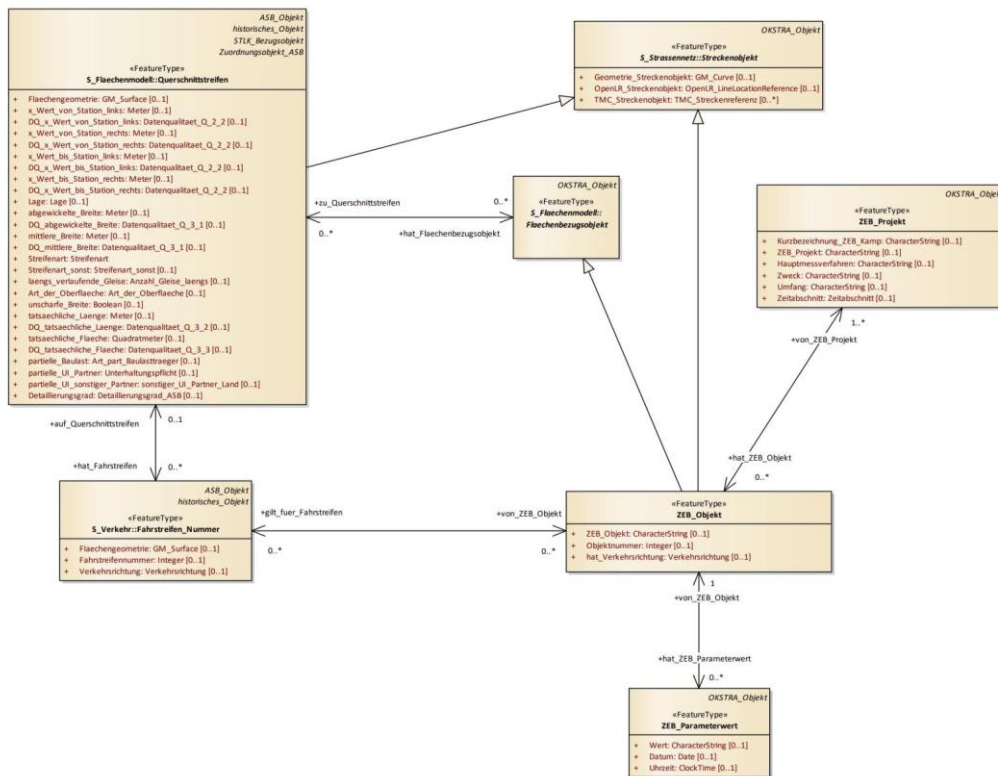 ASB_Objekt
historisches_Objekt
STLK_Bezugsobjekt
Zuordnungsobjekt_ASB
«FeatureType»
S_Flaechenmodell::Querschnittstreifen
+ Flaechengeometrie: GM_Surface [0..1]
+ x_Wert_von_Station_links: Meter [0..1]
+ DQ_x_Wert_von_Station_links: Datenqualitaet_Q_2_2 [0..1]
+ x_Wert_von_Station_rechts: Meter [0..1]
+ DQ_x_Wert_von_Station_rechts: Datenqualitaet_Q_2_2 [0..1]
+ x_Wert_bis_Station_links: Meter [0..1]
+ DQ_x_Wert_bis_Station_links: Datenqualitaet_Q_2_2 [0..1]
+ x_Wert_bis_Station_rechts: Meter [0..1]
+ DQ_x_Wert_bis_Station_rechts: Datenqualitaet_Q_2_2 [0..1]
+ Lage: Lage [0..1]
+ abgewickelte_Breite: Meter [0..1]
+ DQ_abgewickelte_Breite: Datenqualitaet_Q_3_1 [0..1]
+ mittlere_Breite: Meter [0..1]
+ DQ_mittlere_Breite: Datenqualitaet_Q_3_1 [0..1]
+ Streifenart: Streifenart
+ Streifenart_sonst: Streifenart_sonst [0..1]
+ laengs_verlaufende_Gleise: Anzahl_Gleise_laengs [0..1]
+ Art_der_Oberflaeche: Art_der_Oberflaeche [0..1]
+ unscharfe_Breite: Boolean [0..1]
+ tatsaechliche_Laenge: Meter [0..1]
+ DQ_tatsaechliche_Laenge: Datenqualitaet_Q_3_2 [0..1]
+ tatsaechliche_Flaeche: Quadratmeter [0..1]
+ DQ_tatsaechliche_Flaeche: Datenqualitaet_Q_3_3 [0..1]
+ partielle_Baulast: Art_part_Baulasttraeger [0..1]
+ partielle_UI_Partner: Unterhaltungspflicht [0..1]
+ partielle_UI_sonstiger_Partner: sonstiger_UI_Partner_Land [0..1]
+ Detaillierungsgrad: Detaillierungsgrad_ASB [0..1]
OKSTRA_Objekt
«FeatureType»
S_Strassennetz::Streckenobjekt
+ Geometrie_Streckenobjekt: GM_Curve [0..1]
+ OpenLR_Streckenobjekt: OpenLR_LineLocationReference [0..1]
+ TMC_Streckenobjekt: TMC_Streckenreferenz [0..*]
+zu_Querschnittstreifen
0..*
0..*
+hat_Flaechenbezugsobjekt
OKSTRA_Objekt
«FeatureType»
S_Flaechenmodell::
Flaechenbezugsobjekt
OKSTRA_Objekt
«FeatureType»
ZEB_Projekt
+ Kurzbezeichnung_ZEB_Kamp: CharacterString [0..1]
+ ZEB_Projekt: CharacterString [0..1]
+ Hauptmessverfahren: CharacterString [0..1]
+ Zweck: CharacterString [0..1]
+ Umfang: CharacterString [0..1]
+ Zeitabschnitt: Zeitabschnitt [0..1]
1..*
+von_ZEB_Projekt
+hat_ZEB_Objekt
0..*
+auf_Querschnittstreifen
0..1
+hat_Fahrstreifen
0..*
ASB_Objekt
historisches_Objekt
«FeatureType»
S_Verkehr::Fahrstreifen_Nummer
+ Flaechengeometrie: GM_Surface [0..1]
+ Fahrstreifennummer: Integer [0..1]
+ Verkehrsrichtung: Verkehrsrichtung [0..1]
+gilt_fuer_Fahrstreifen
0..*
+von_ZEB_Objekt
0..*
«FeatureType»
ZEB_Objekt
+ ZEB_Objekt: CharacterString [0..1]
+ Objektnummer: Integer [0..1]
+ hat_Verkehrsrichtung: Verkehrsrichtung [0..1]
1
+von_ZEB_Objekt
+hat_ZEB_Parameterwert
0..*
OKSTRA_Objekt
«FeatureType»
ZEB_Parameterwert
+ Wert: CharacterString [0..1]
+ Datum: Date [0..1]
+ Uhrzeit: ClockTime [0..1]